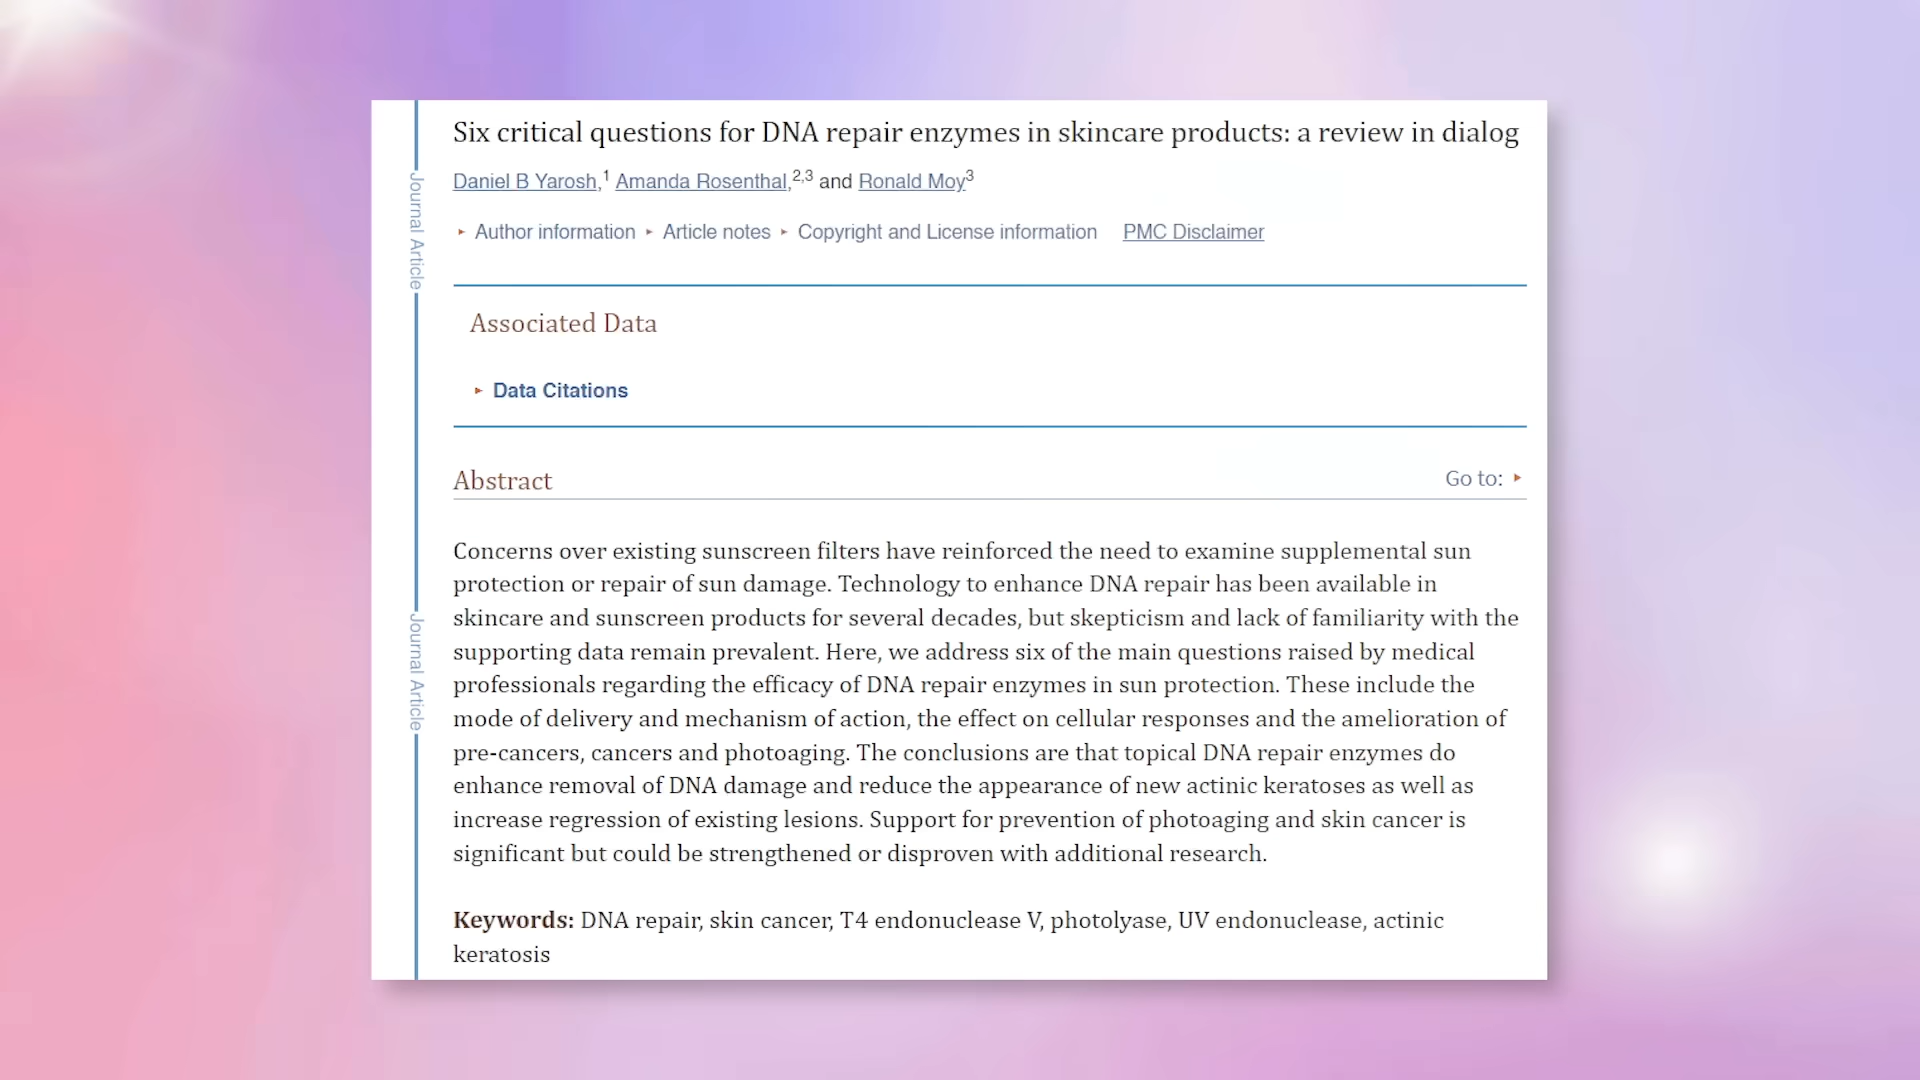 Six critical questions for DNA repair enzymes in skincare products: a review in dialog
Daniel B Yarosh,1 Amanda Rosenthal,2,3 and Ronald Moy3
Author information Article notes Copyright and License information PMC Disclaimer
Associated Data
Data Citations
Abstract
Go to:
Concerns over existing sunscreen filters have reinforced the need to examine supplemental sun
protection or repair of sun damage. Technology to enhance DNA repair has been available in
skincare and sunscreen products for several decades, but skepticism and lack of familiarity with the
supporting data remain prevalent. Here, we address six of the main questions raised by medical
professionals regarding the efficacy of DNA repair enzymes in sun protection. These include the
mode of delivery and mechanism of action, the effect on cellular responses and the amelioration of
pre-cancers, cancers and photoaging. The conclusions are that topical DNA repair enzymes do
enhance removal of DNA damage and reduce the appearance of new actinic keratoses as well as
increase regression of existing lesions. Support for prevention of photoaging and skin cancer is
significant but could be strengthened or disproven with additional research.
Keywords: DNA repair, skin cancer, T4 endonuclease V, photolyase, UV endonuclease, actinic
keratosis
Journal Article
Journal Article